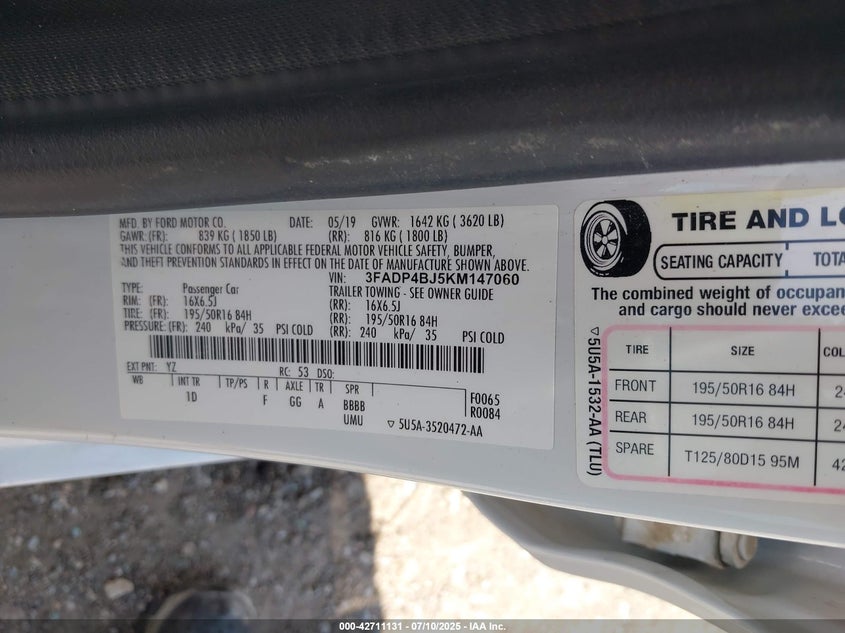 MFD. BY FORD MOTOR CO. DATE: 05/19 GVWR: 1642 KG ( 3620 LB)
GAWR: (FR): 839 KG ( 1850 LB) (RR): 816 KG ( 1800 LB)
THIS VEHICLE CONFORMS TO ALL APPLICABLE FEDERAL MOTOR VEHICLE SAFETY, BUMPER,
AND THEFT PREVENTION STANDARDS IN EFFECT ON THE DATE OF MANUFACTURE SHOWN ABOVE.
VIN: 3FADP4BJ5KM147060
TYPE: Passenger Car TRAILER TOWING - SEE OWNER GUIDE
RIM: (FR): 16X6.5J (RR): 16X6.5J
TIRE: (FR): 195/50R16 84H (RR): 195/50R16 84H
PRESSURE: (FR): 240 kPa/ 35 PSI COLD (RR): 240 kPa/ 35 PSI COLD
EXT PNT: YZ RC: 53 DSO:
WB INT TR TP/PS R AXLE TR SPR
1D F GG A BBBB
UMU
F0065
R0084
▽ 5U5A-3520472-AA
TIRE AND
SEATING CAPACITY
The combined weight of
and cargo should never
TIRE SIZE
FRONT 195/50R16 84H
REAR 195/50R16 84H
SPARE T125/80D15 95M
▽ 5U5A-1532-AA (TLU)
000-42711131 - 07/10/2025 - IAA Inc.